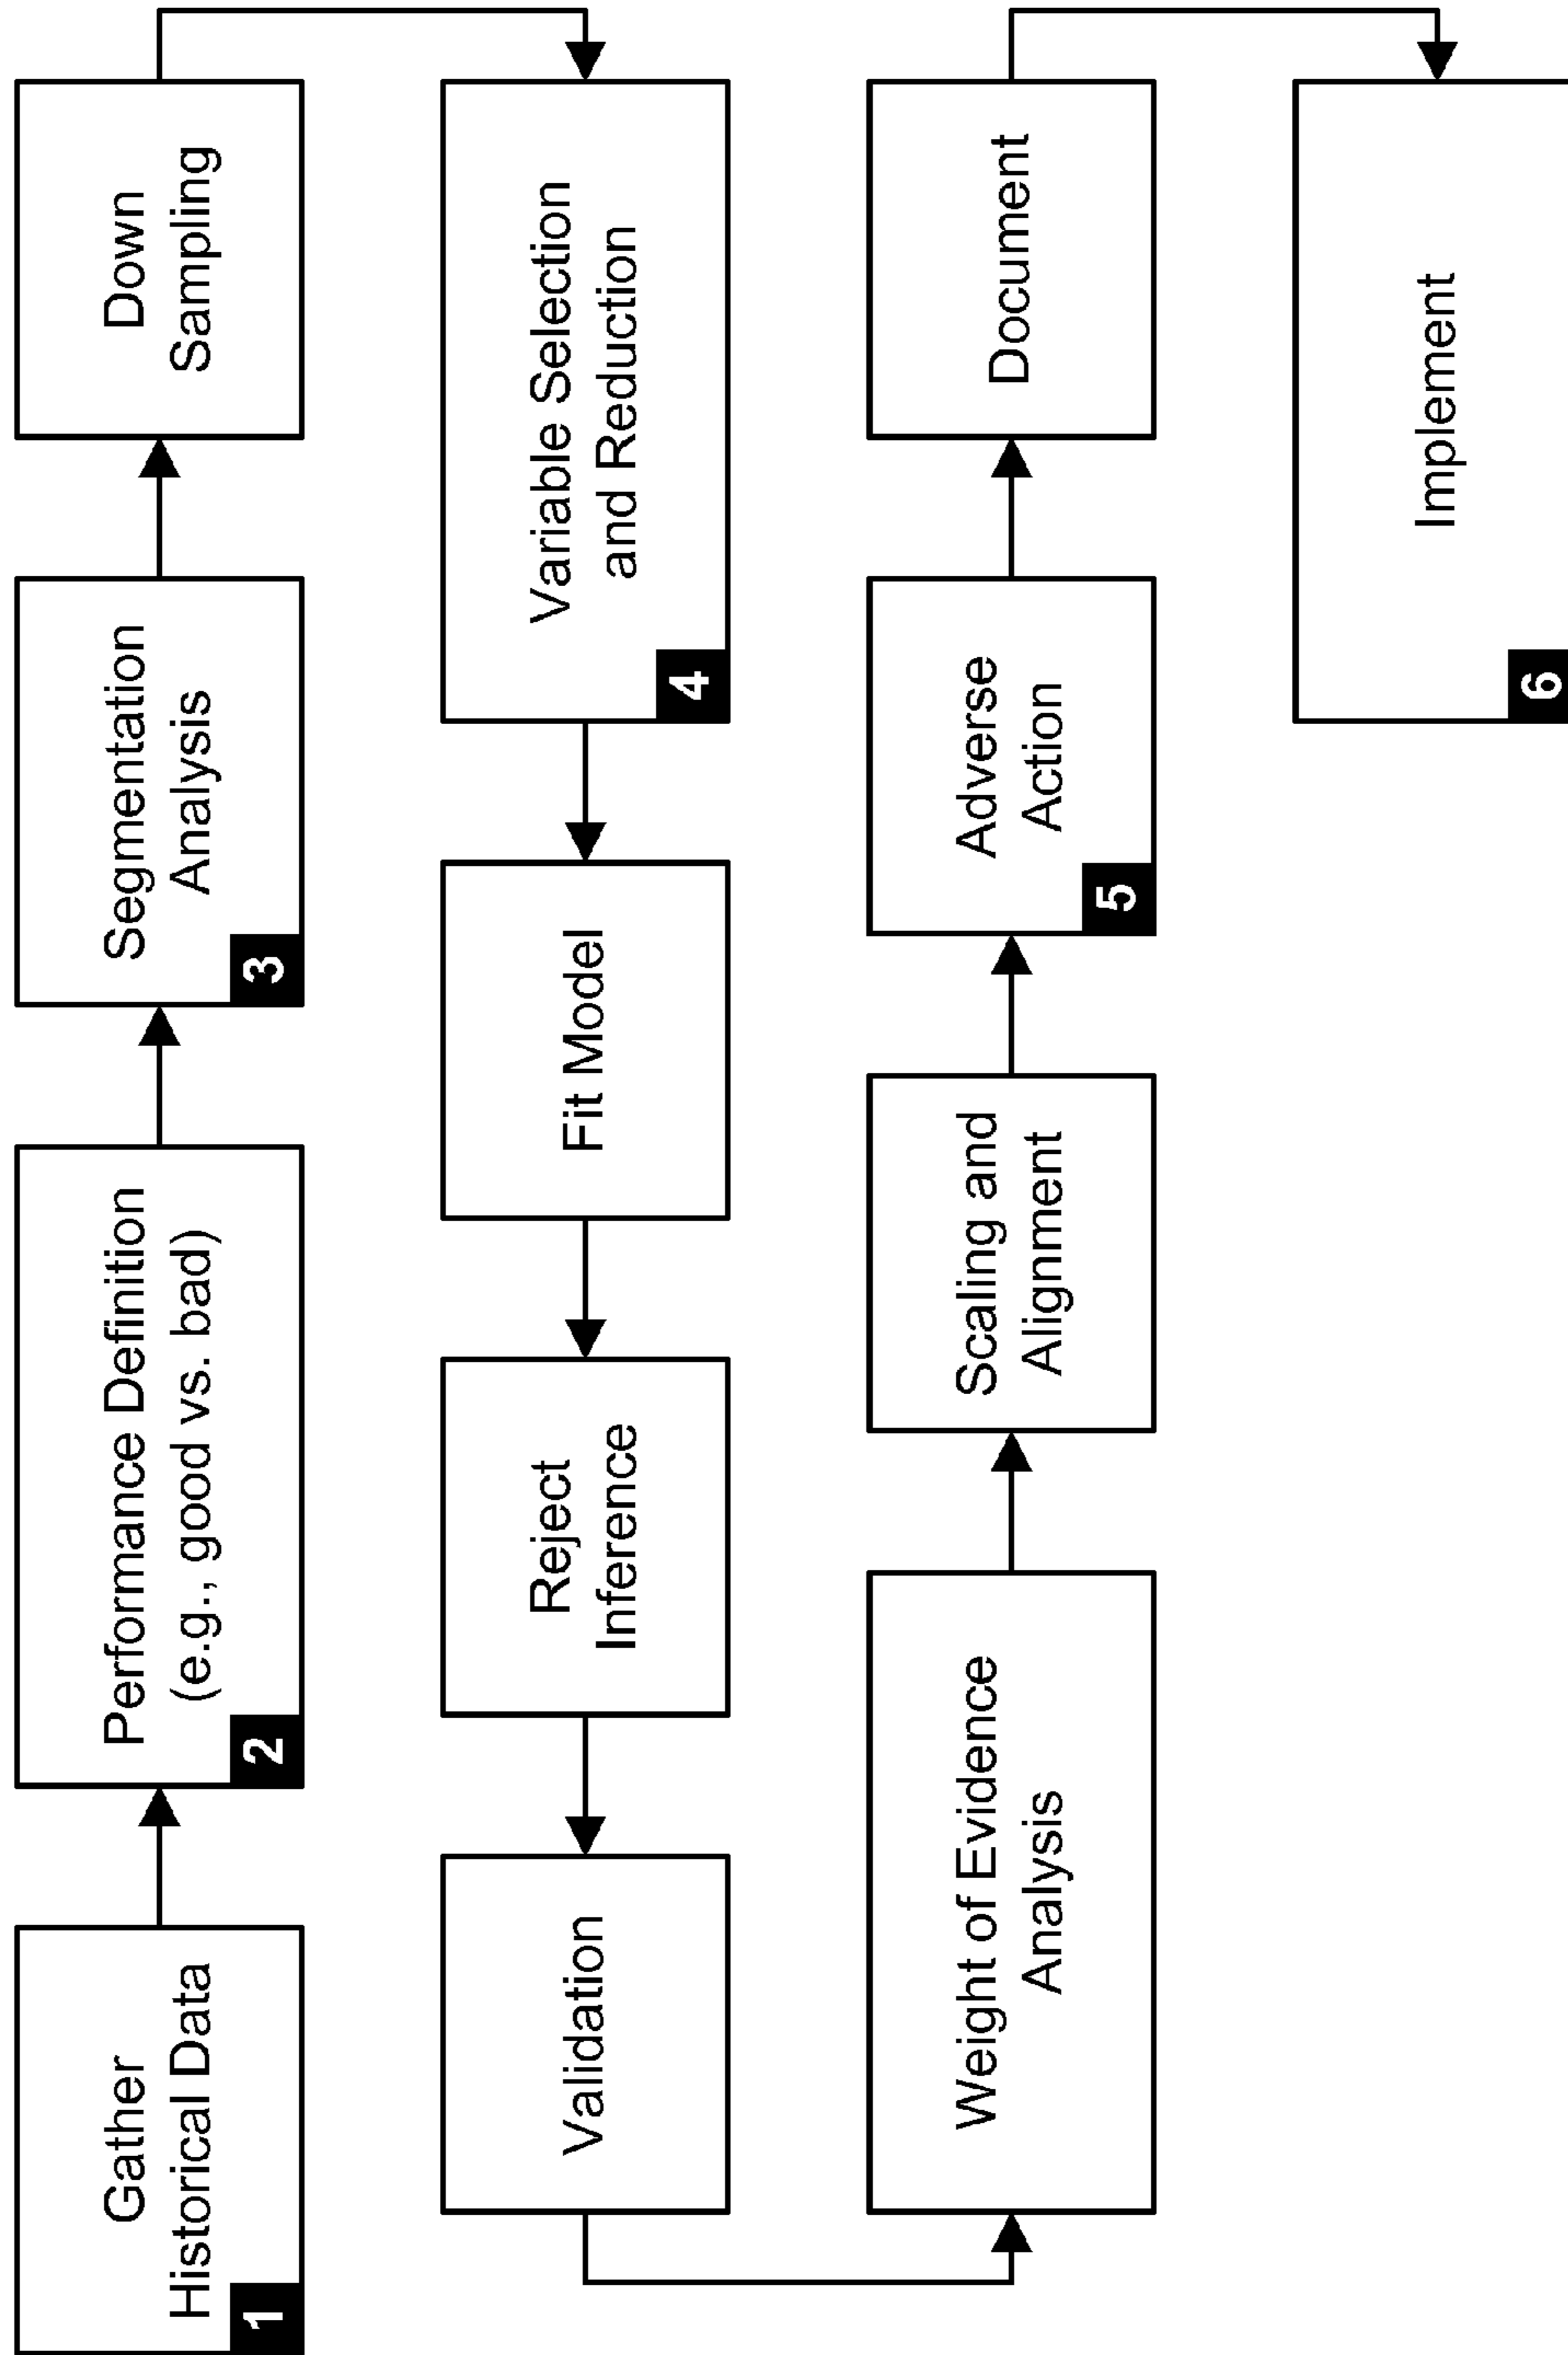 Gather
Historical Data
1
Performance Definition
(e.g., good vs. bad)
2
Segmentation
Analysis
3
Down
Sampling
Variable Selection
and Reduction
4
Fit Model
Reject
Inference
Validation
Weight of Evidence
Analysis
Scaling and
Alignment
Adverse
Action
5
Document
Implement
6